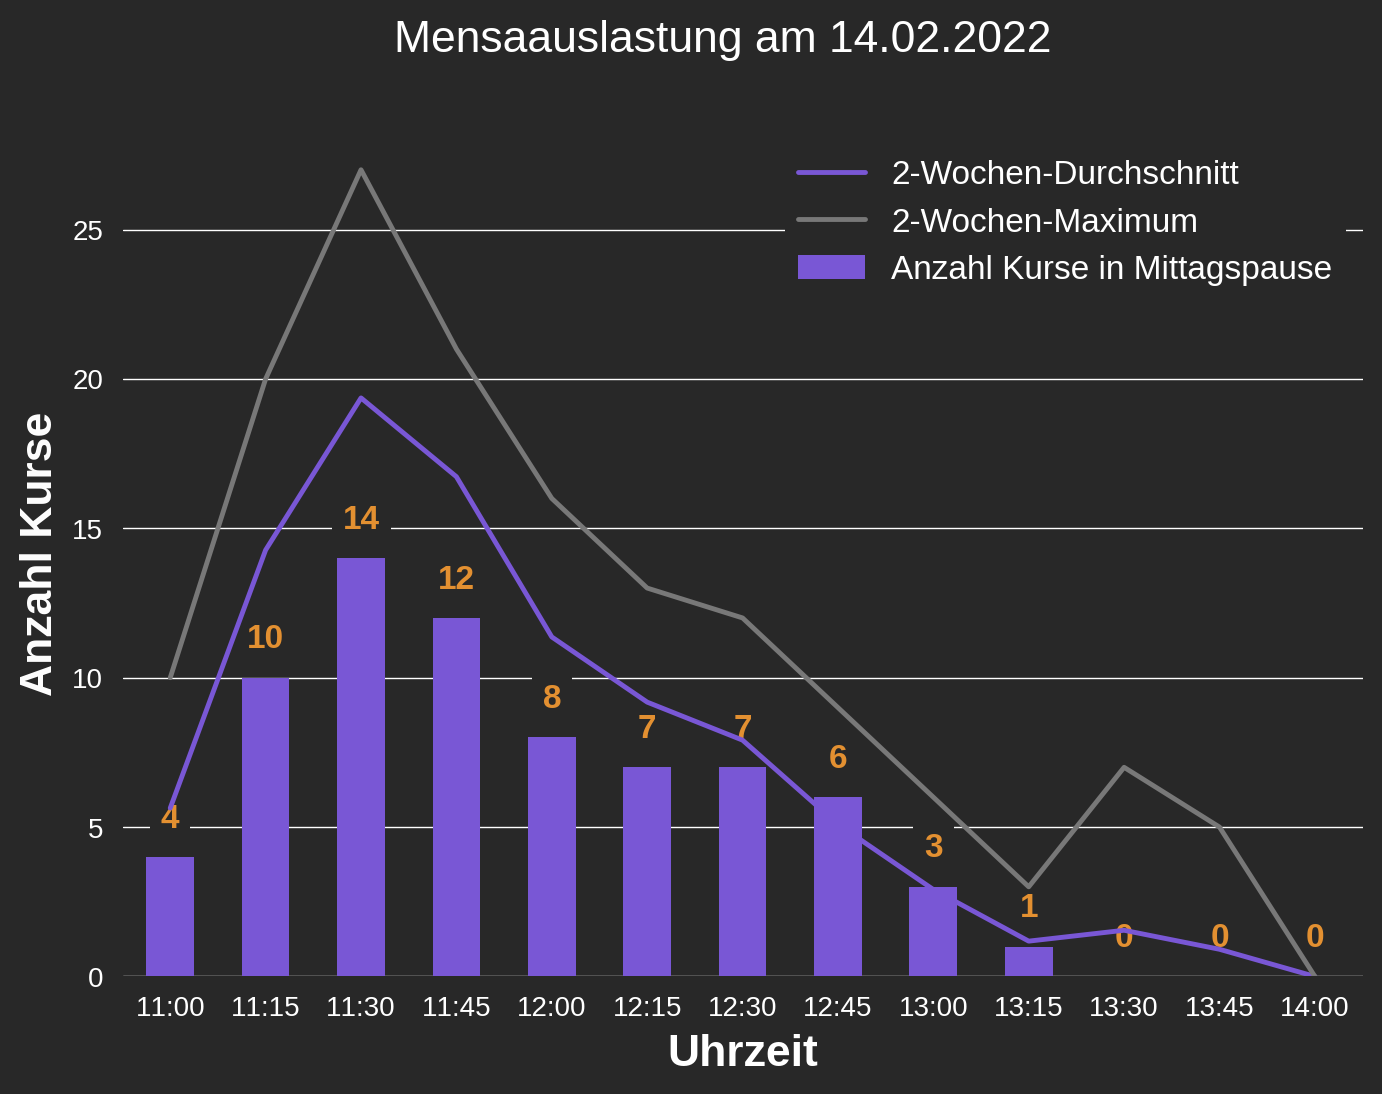 Mensaauslastung am 14.02.2022
2-Wochen-Durchschnitt
2-Wochen-Maximum
Anzahl Kurse in Mittagspause
Anzahl Kurse
25
20
15
10
5
0
4
10
14
12
8
7
7
6
3
1
0
0
0
11:00 11:15 11:30 11:45 12:00 12:15 12:30 12:45 13:00 13:15 13:30 13:45 14:00
Uhrzeit